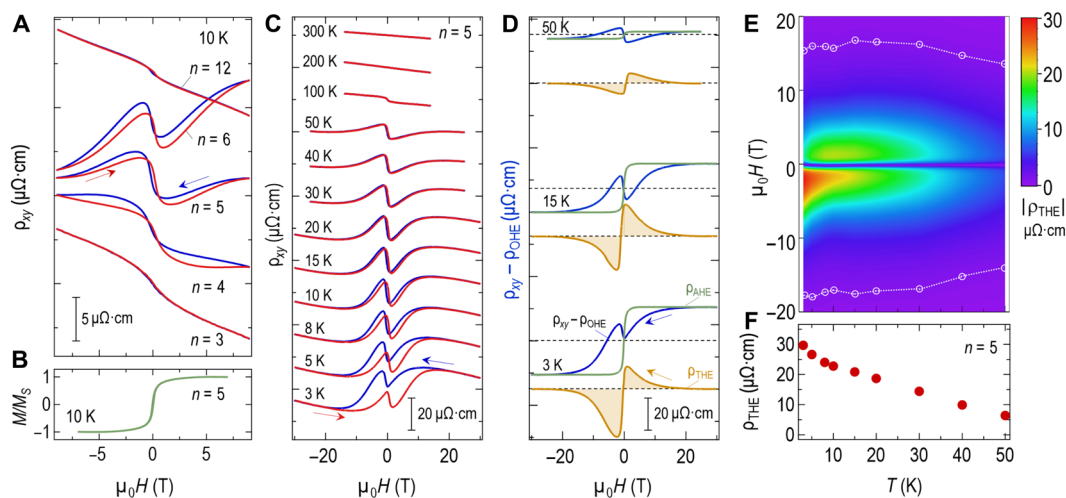 A
10 K
n = 12
n = 6
n = 5
n = 4
n = 3
5 μΩ·cm
ρxy (μΩ·cm)
B
1
0
−1
M/MS
10 K
n = 5
−5 0 5
μ0H (T)
C
n = 5
300 K
200 K
100 K
50 K
40 K
30 K
20 K
15 K
10 K
8 K
5 K
3 K
20 μΩ·cm
ρxy (μΩ·cm)
−20 0 20
μ0H (T)
D
50 K
15 K
3 K
ρAHE
ρxy − ρOHE
ρTHE
20 μΩ·cm
ρxy − ρOHE (μΩ·cm)
−20 0 20
μ0H (T)
E
20
10
0
−10
−20
μ0H (T)
30
20
10
0
|ρTHE|
μΩ·cm
F
n = 5
30
20
10
0
ρTHE (μΩ·cm)
10 20 30 40 50
T (K)